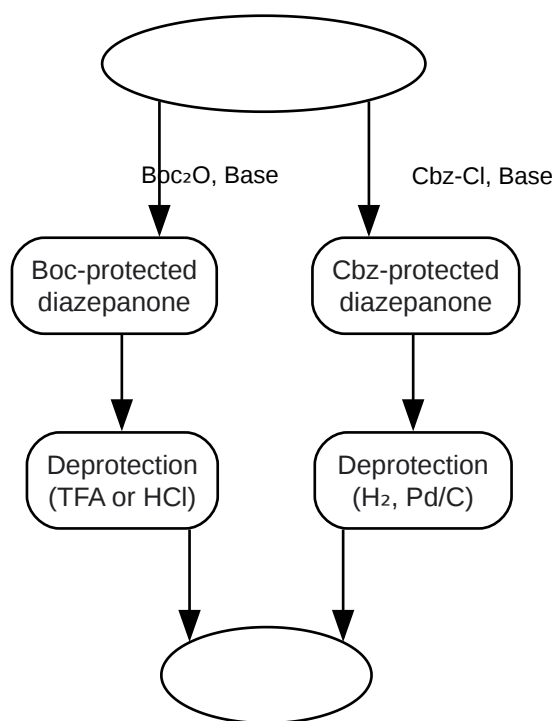 Boc₂O, Base
Cbz-Cl, Base
Boc-protected
diazepanone
Cbz-protected
diazepanone
Deprotection
(TFA or HCl)
Deprotection
(H₂, Pd/C)